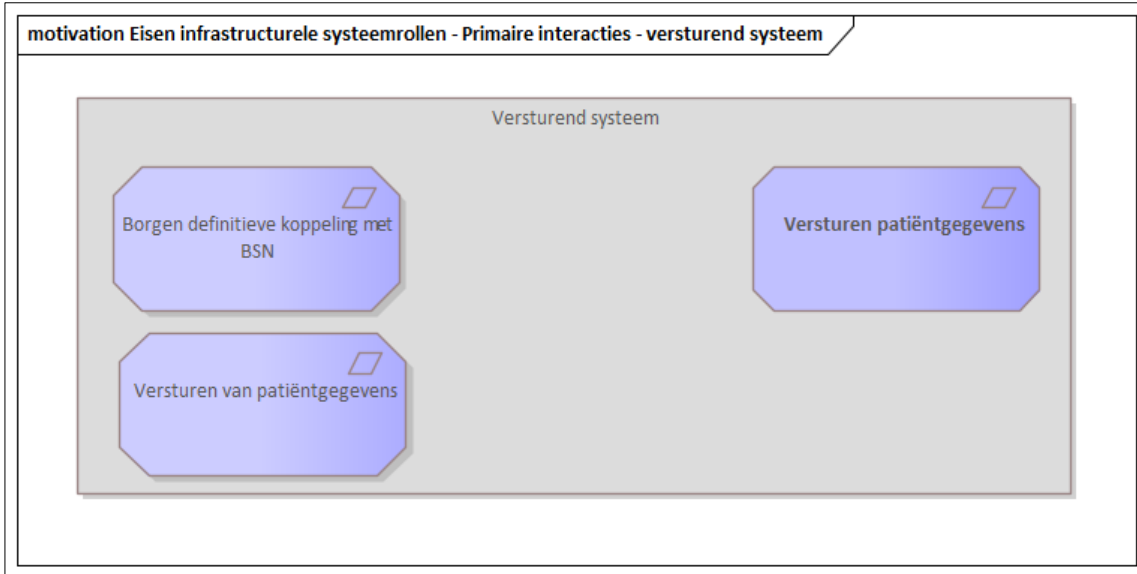 motivation Eisen infrastructurele systeemrollen - Primaire interacties - versturend systeem
Versturend systeem
Borgen definitieve koppeling met
BSN
Versturen patiëntgegevens
Versturen van patiëntgegevens